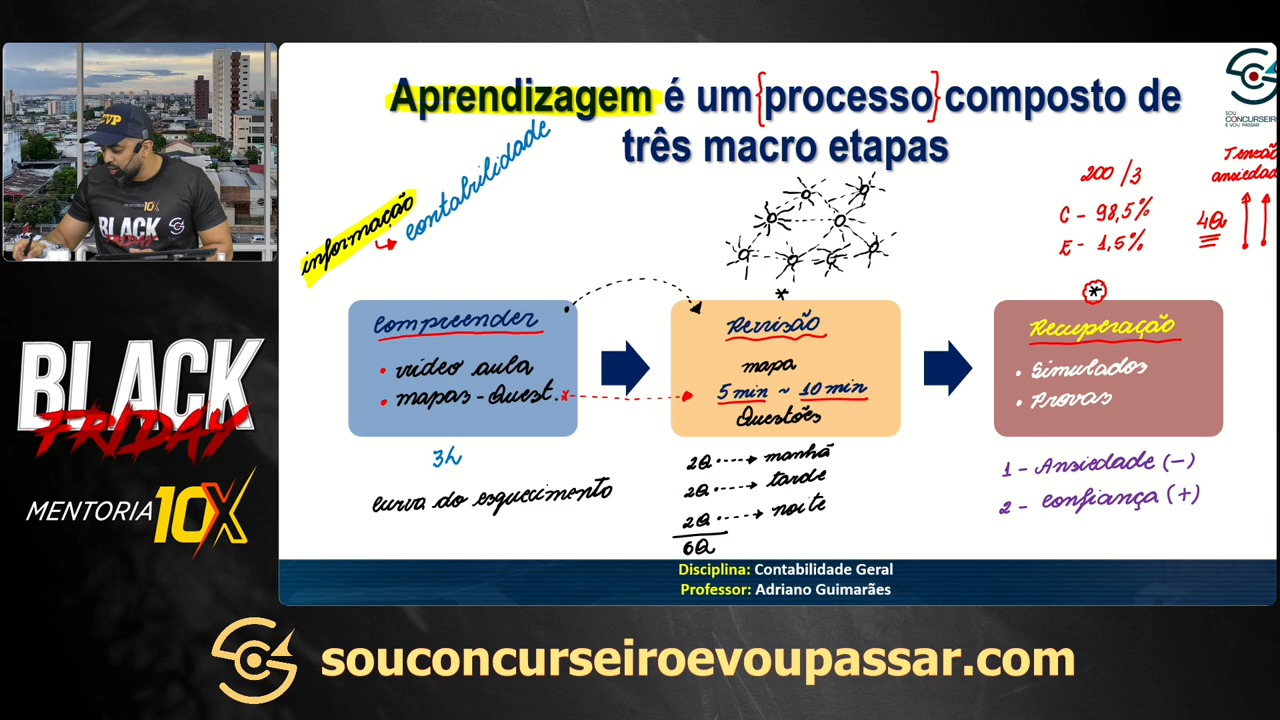 Aprendizagem é um {processo} composto de
três macro etapas
SOU
CONCURSEIRO
E VOU PASSAR
informação
contabilidade
200 /3
C - 98,5%
E - 1,5%
Tensão
ansiedad
4Q
*
*
compreender
• vídeo aula
• mapas - Quest.
3h
curva do esquecimento
Revisão
mapa
5 min ~ 10 min
Questões
2Q manhã
2Q tarde
2Q noite
6Q
Recuperação
• Simulados
• Provas
1 - Ansiedade (-)
2 - confiança (+)
Disciplina: Contabilidade Geral
Professor: Adriano Guimarães
BLACK
FRIDAY
10X
BLACK
FRIDAY
MENTORIA 10X
souconcurseiroevoupassar.com